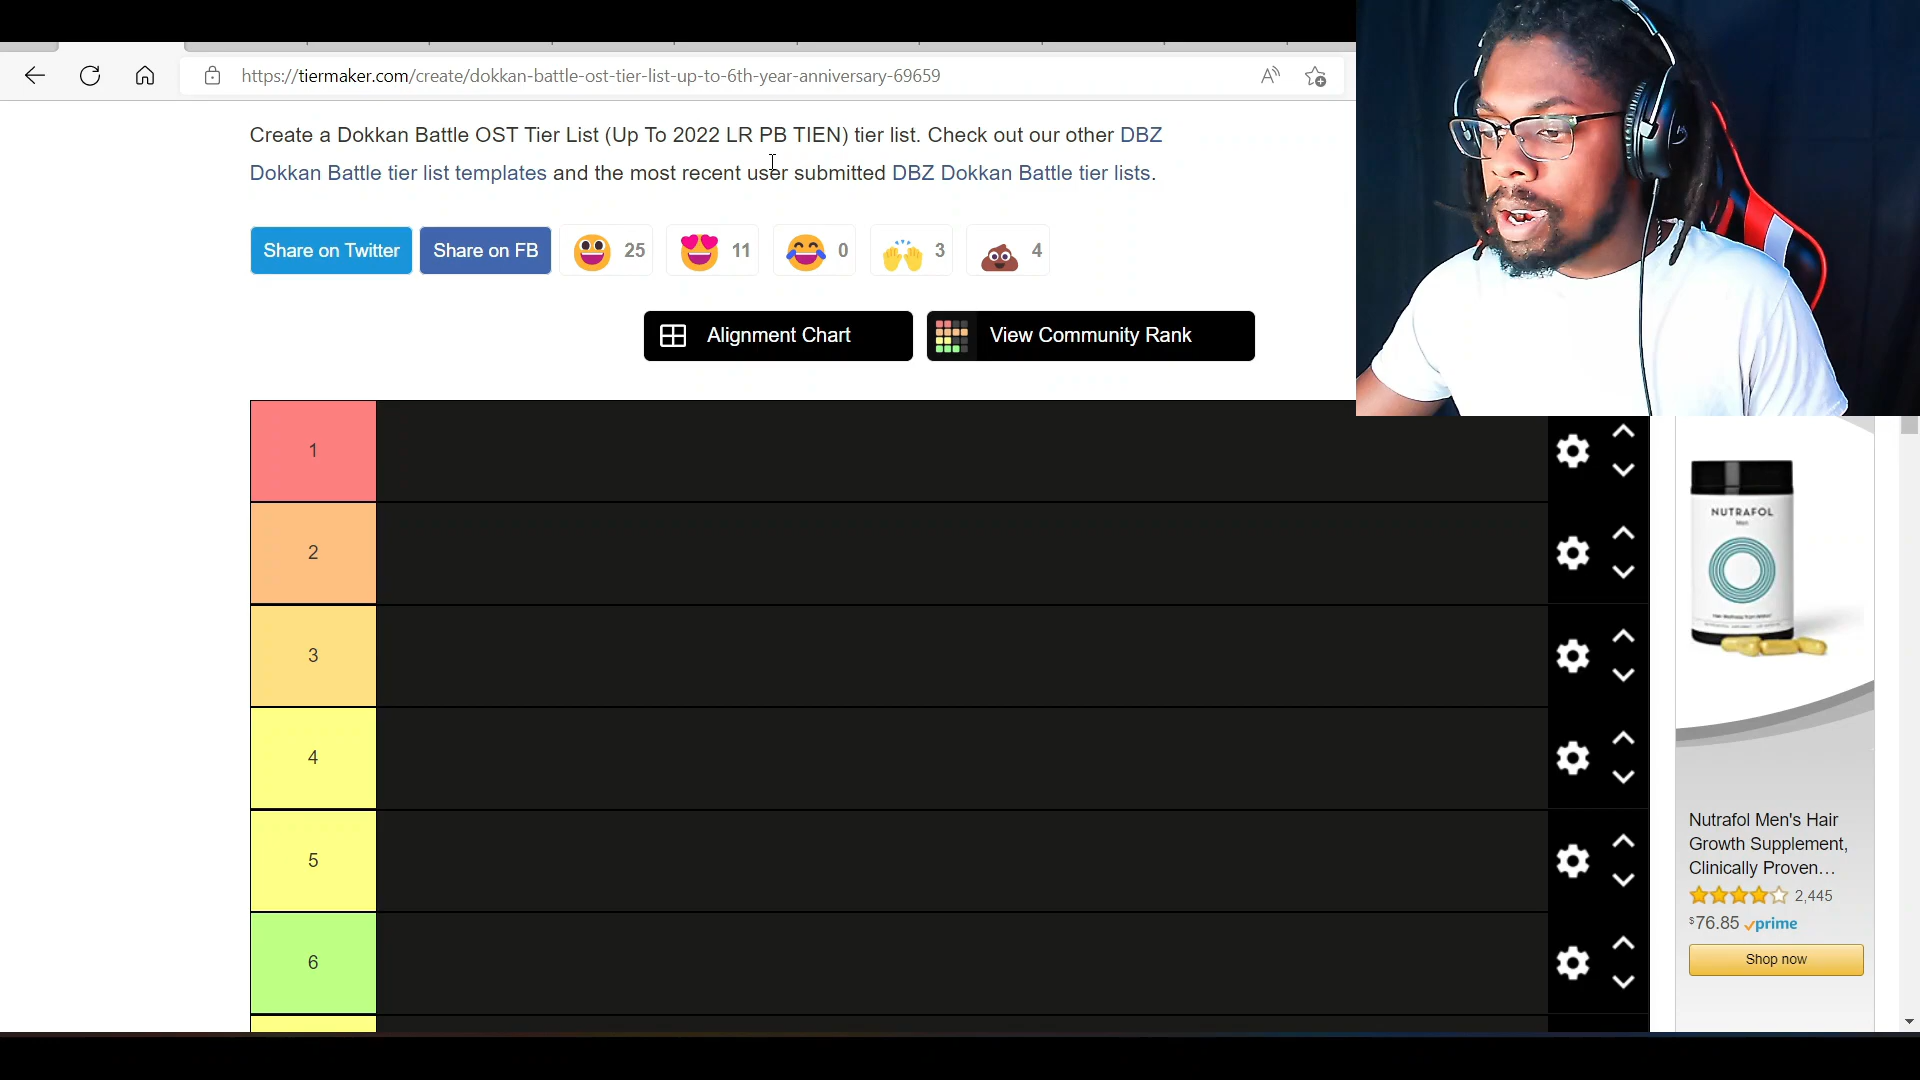 https://tiermaker.com/create/dokkan-battle-ost-tier-list-up-to-6th-year-anniversary-69659
Create a Dokkan Battle OST Tier List (Up To 2022 LR PB TIEN) tier list. Check out our other DBZ
Dokkan Battle tier list templates and the most recent user submitted DBZ Dokkan Battle tier lists.
Share on Twitter
Share on FB
25
11
0
3
4
Alignment Chart
View Community Rank
1
2
3
4
5
6
NUTRAFOL
Men
Nutrafol Men's Hair
Growth Supplement,
Clinically Proven...
2,445
$76.85 prime
Shop now